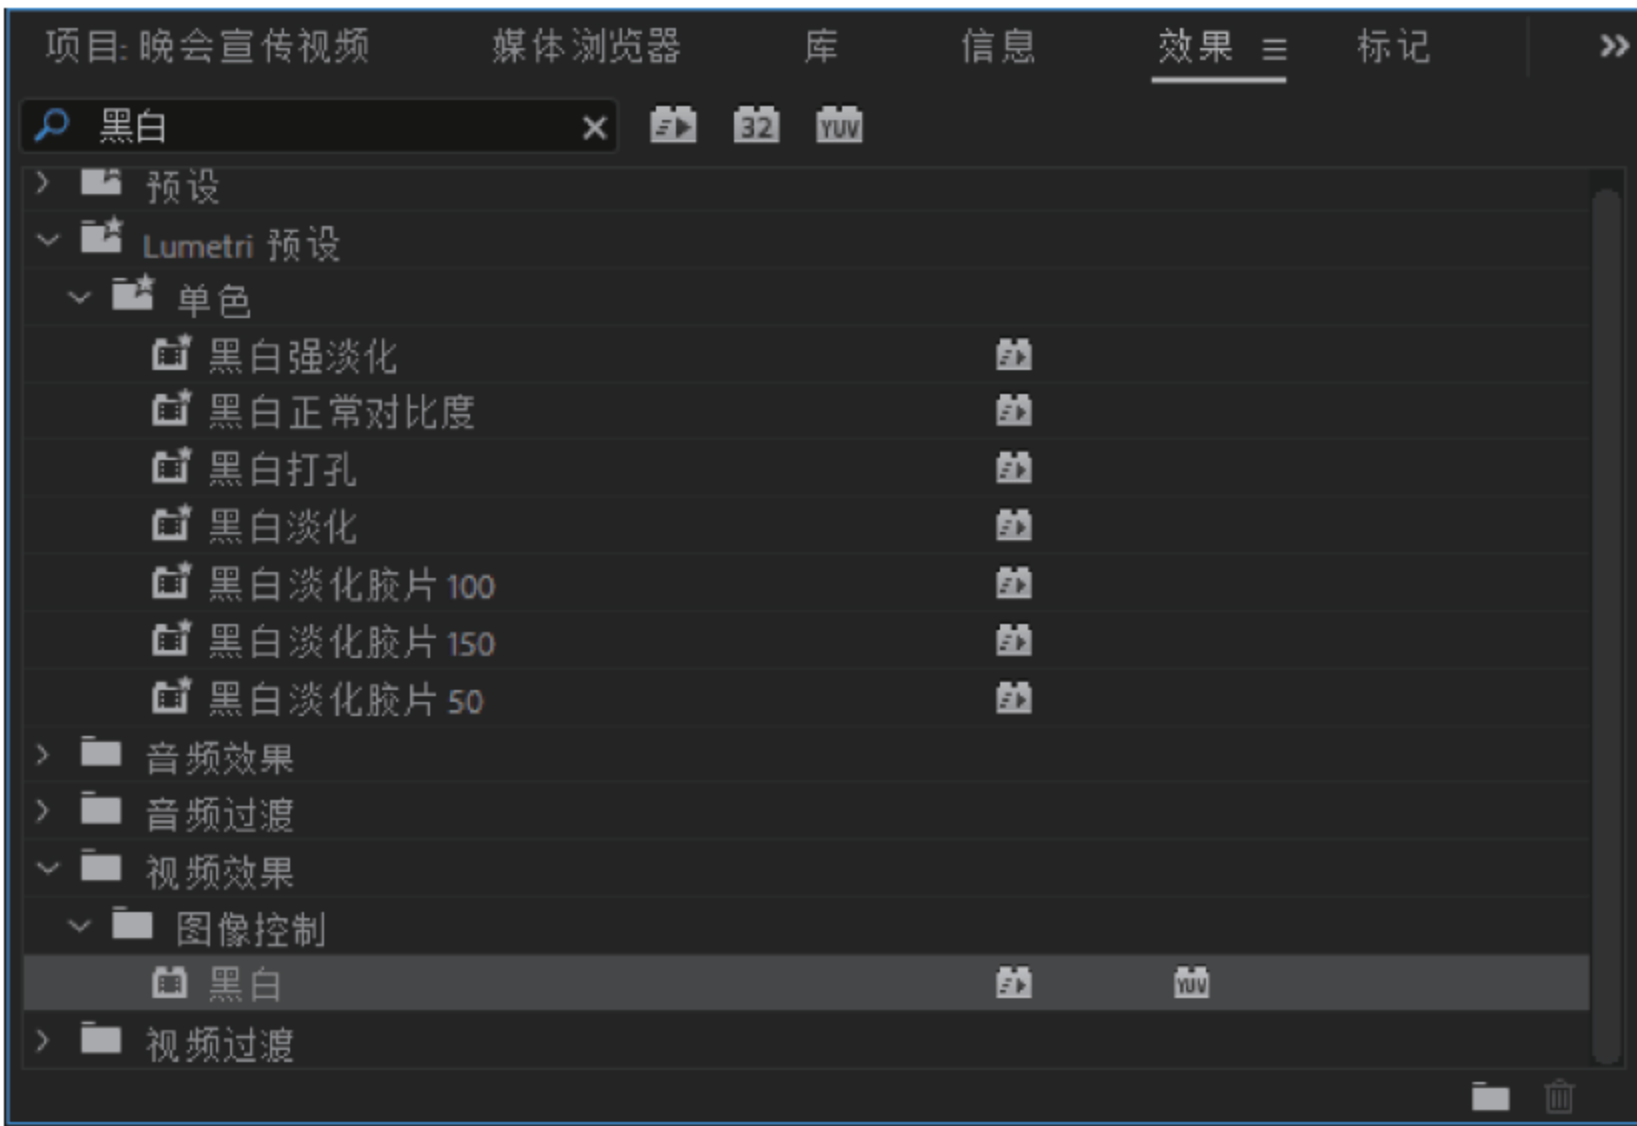 项目: 晚会宣传视频 媒体浏览器 库 信息 效果 标记
黑白 32 YUV
预设
Lumetri 预设
单色
黑白强淡化
黑白正常对比度
黑白打孔
黑白淡化
黑白淡化胶片 100
黑白淡化胶片 150
黑白淡化胶片 50
音频效果
音频过渡
视频效果
图像控制
黑白 YUV
视频过渡